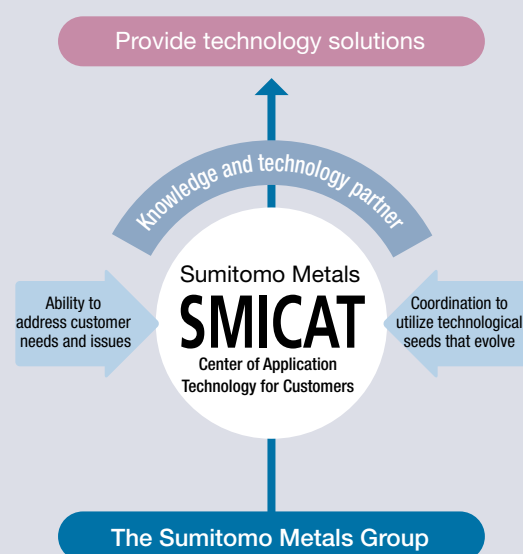 Provide technology solutions
Knowledge and technology partner
Sumitomo Metals
SMICAT
Center of Application
Technology for Customers
Ability to
address customer
needs and issues
Coordination to
utilize technological
seeds that evolve
The Sumitomo Metals Group